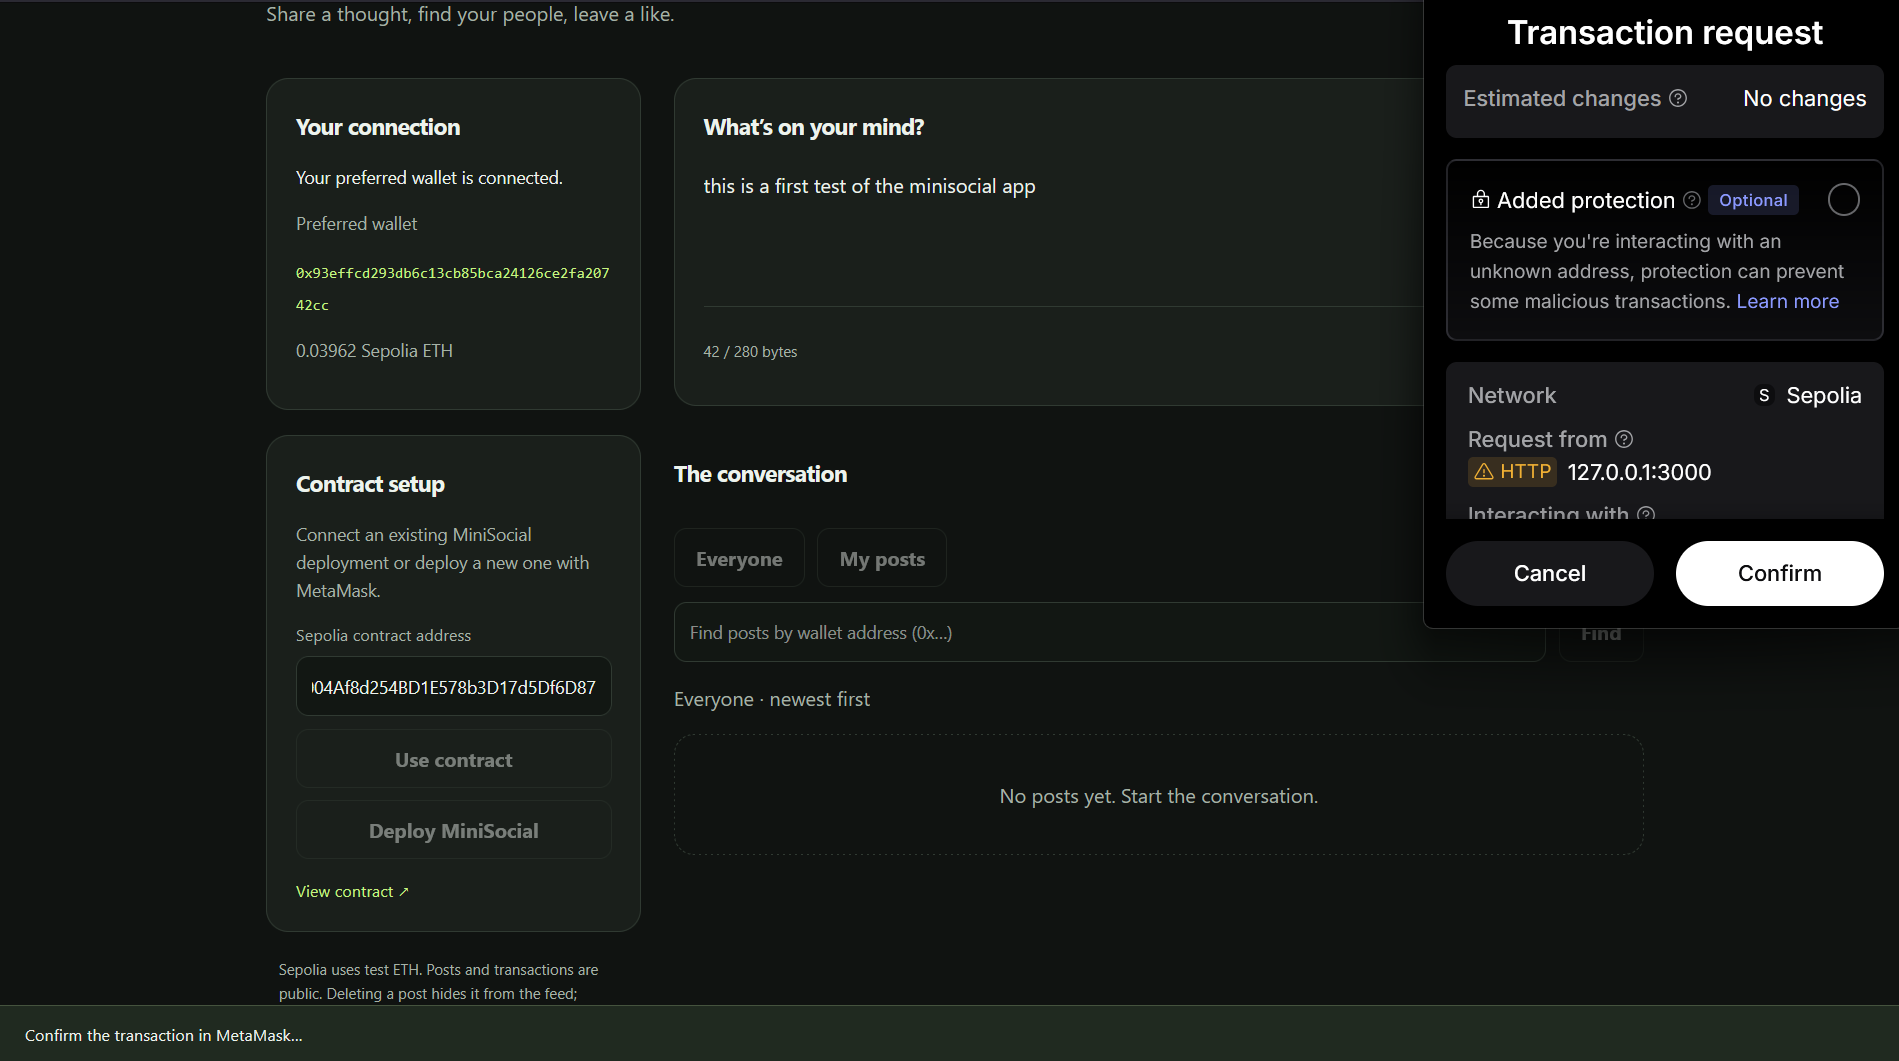 Share a thought, find your people, leave a like.
Your connection
Your preferred wallet is connected.
Preferred wallet
0x93effcd293db6c13cb85bca24126ce2fa207
42cc
0.03962 Sepolia ETH
Contract setup
Connect an existing MiniSocial
deployment or deploy a new one with
MetaMask.
Sepolia contract address
04Af8d254BD1E578b3D17d5Df6D87
Use contract
Deploy MiniSocial
View contract ↗
Sepolia uses test ETH. Posts and transactions are
public. Deleting a post hides it from the feed;
What's on your mind?
this is a first test of the minisocial app
42 / 280 bytes
The conversation
Everyone
My posts
Find posts by wallet address (0x...)
Find
Everyone · newest first
No posts yet. Start the conversation.
Transaction request
Estimated changes
No changes
Added protection
Optional
Because you're interacting with an
unknown address, protection can prevent
some malicious transactions. Learn more
Network
S Sepolia
Request from
HTTP 127.0.0.1:3000
Interacting with
Cancel
Confirm
Confirm the transaction in MetaMask...